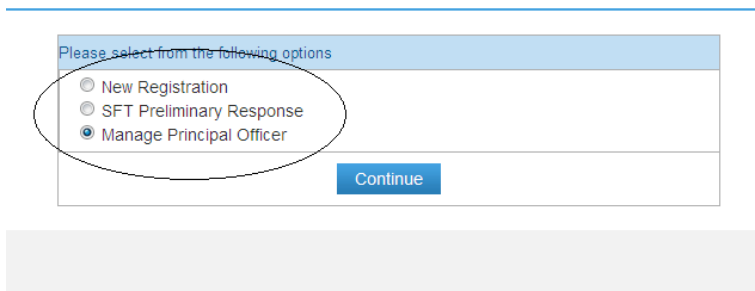 Please select from the following options
New Registration
SFT Preliminary Response
Manage Principal Officer
Continue